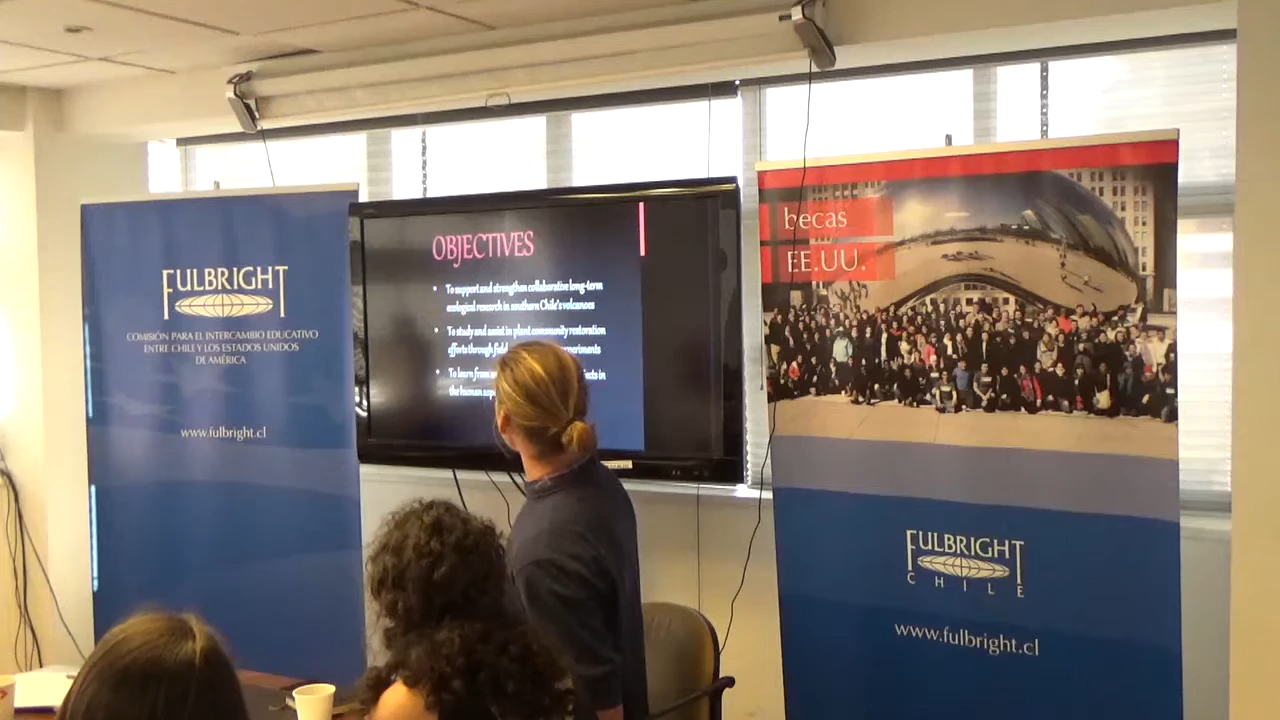 FULBRIGHT
COMISIÓN PARA EL INTERCAMBIO EDUCATIVO
ENTRE CHILE Y LOS ESTADOS UNIDOS
DE AMÉRICA
www.fulbright.cl
OBJECTIVES
• To support and strengthen collaborative long-term
ecological research in southern Chile's volcanoes
• To study and assist in plant community restoration
efforts through field
• To learn from
in the
the human
becas
EE.UU.
FULBRIGHT
CHILE
www.fulbright.cl